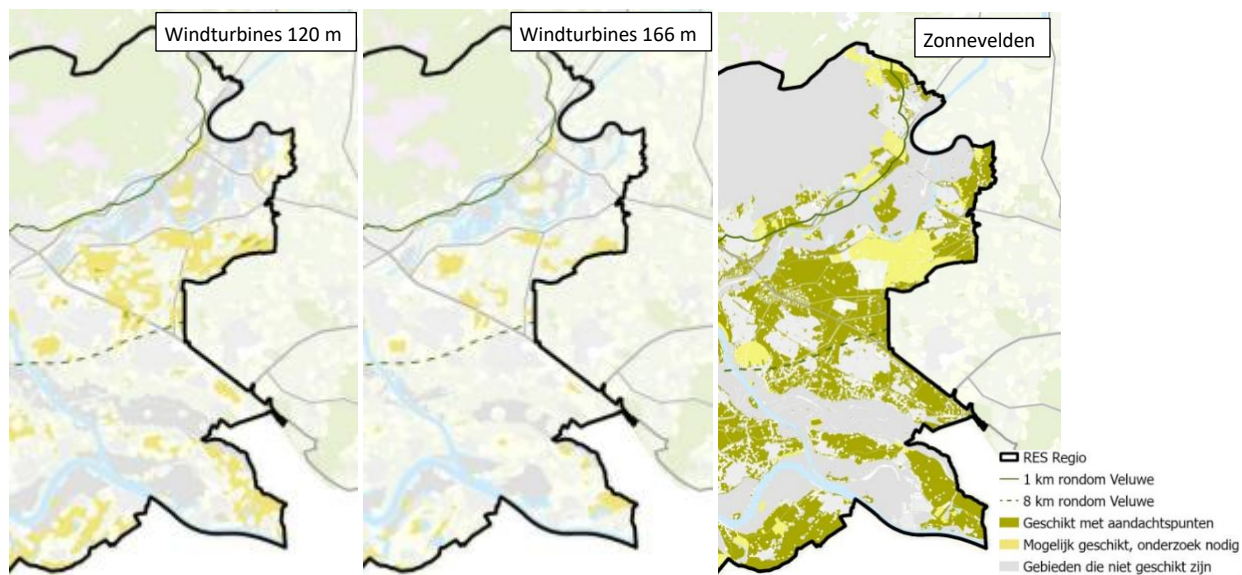 Windturbines 120 m
Windturbines 166 m
Zonnevelden
RES Regio
1 km rondom Veluwe
8 km rondom Veluwe
Geschikt met aandachtspunten
Mogelijk geschikt, onderzoek nodig
Gebieden die niet geschikt zijn